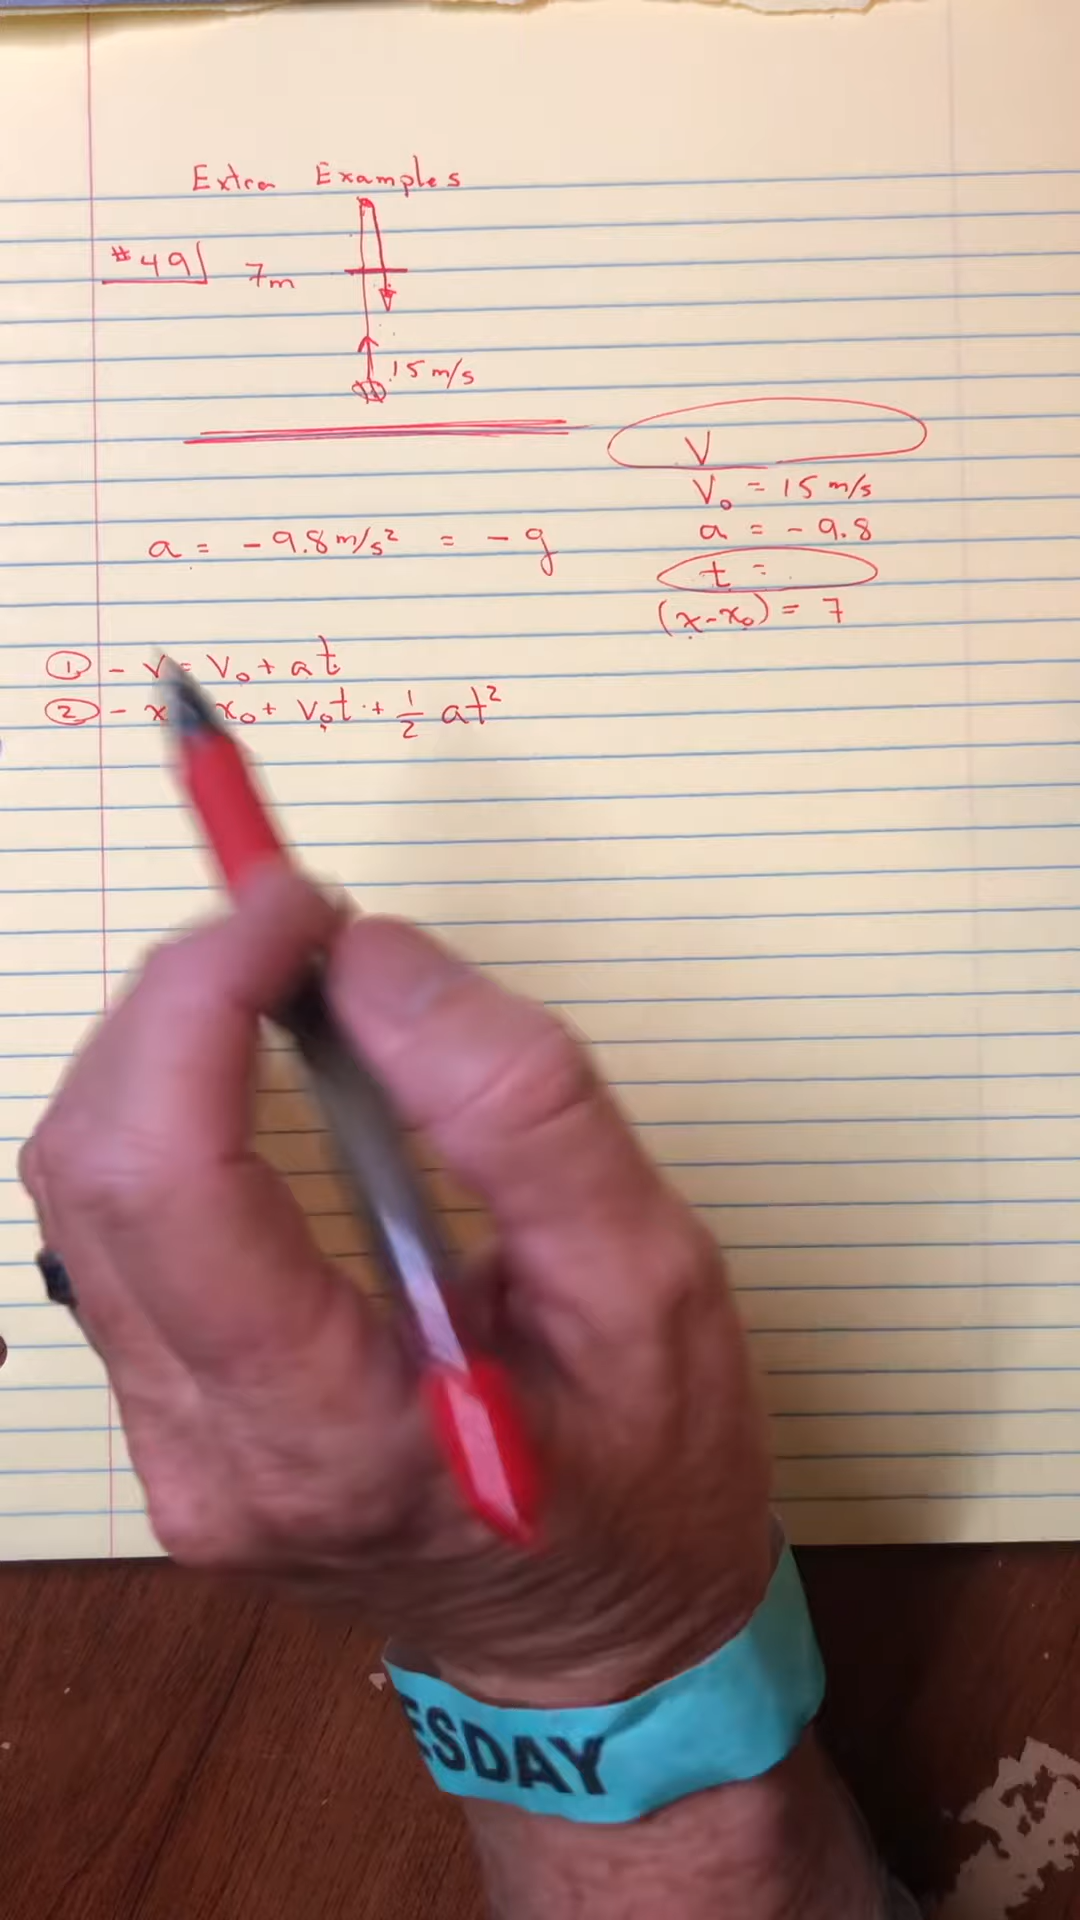 Extra Examples
#49 7m
15 m/s
V
V₀ = 15 m/s
a = -9.8 m/s² = -g
a = -9.8
t =
(x-x₀) = 7
① - v = v₀ + at
② - x x₀ + v₀t + 1/2 at²
ESDAY